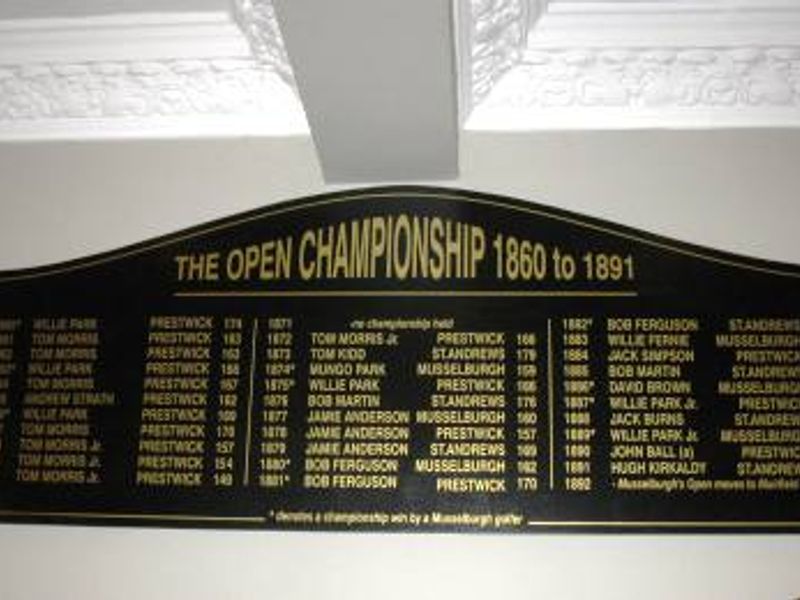 THE OPEN CHAMPIONSHIP 1860 to 1891
WILLIE PARK PRESTWICK 174
TOM MORRIS PRESTWICK 163
TOM MORRIS PRESTWICK 163
WILLIE PARK PRESTWICK 168
TOM MORRIS PRESTWICK 167
ANDREW STRATH PRESTWICK 162
WILLIE PARK PRESTWICK 169
TOM MORRIS PRESTWICK 170
TOM MORRIS Jr. PRESTWICK 157
TOM MORRIS Jr. PRESTWICK 154
TOM MORRIS Jr. PRESTWICK 149
1871 no championship held
1872 TOM MORRIS Jr. PRESTWICK 166
1873 TOM KIDD ST.ANDREWS 179
1874* MUNGO PARK MUSSELBURGH 159
1875* WILLIE PARK PRESTWICK 166
1876 BOB MARTIN ST.ANDREWS 176
1877 JAMIE ANDERSON MUSSELBURGH 160
1878 JAMIE ANDERSON PRESTWICK 157
1879 JAMIE ANDERSON ST.ANDREWS 169
1880* BOB FERGUSON MUSSELBURGH 162
1881* BOB FERGUSON PRESTWICK 170
1882* BOB FERGUSON ST.ANDREWS
1883 WILLIE FERNIE MUSSELBURGH
1884 JACK SIMPSON PRESTWICK
1885 BOB MARTIN ST.ANDREWS
1886* DAVID BROWN MUSSELBURGH
1887* WILLIE PARK Jr. PRESTWICK
1888 JACK BURNS ST.ANDREWS
1889* WILLIE PARK Jr. MUSSELBURGH
1890 JOHN BALL (a) PRESTWICK
1891 HUGH KIRKALDY ST.ANDREWS
1892 - Musselburgh's Open moves to Muirfield
* denotes a championship win by a Musselburgh golfer